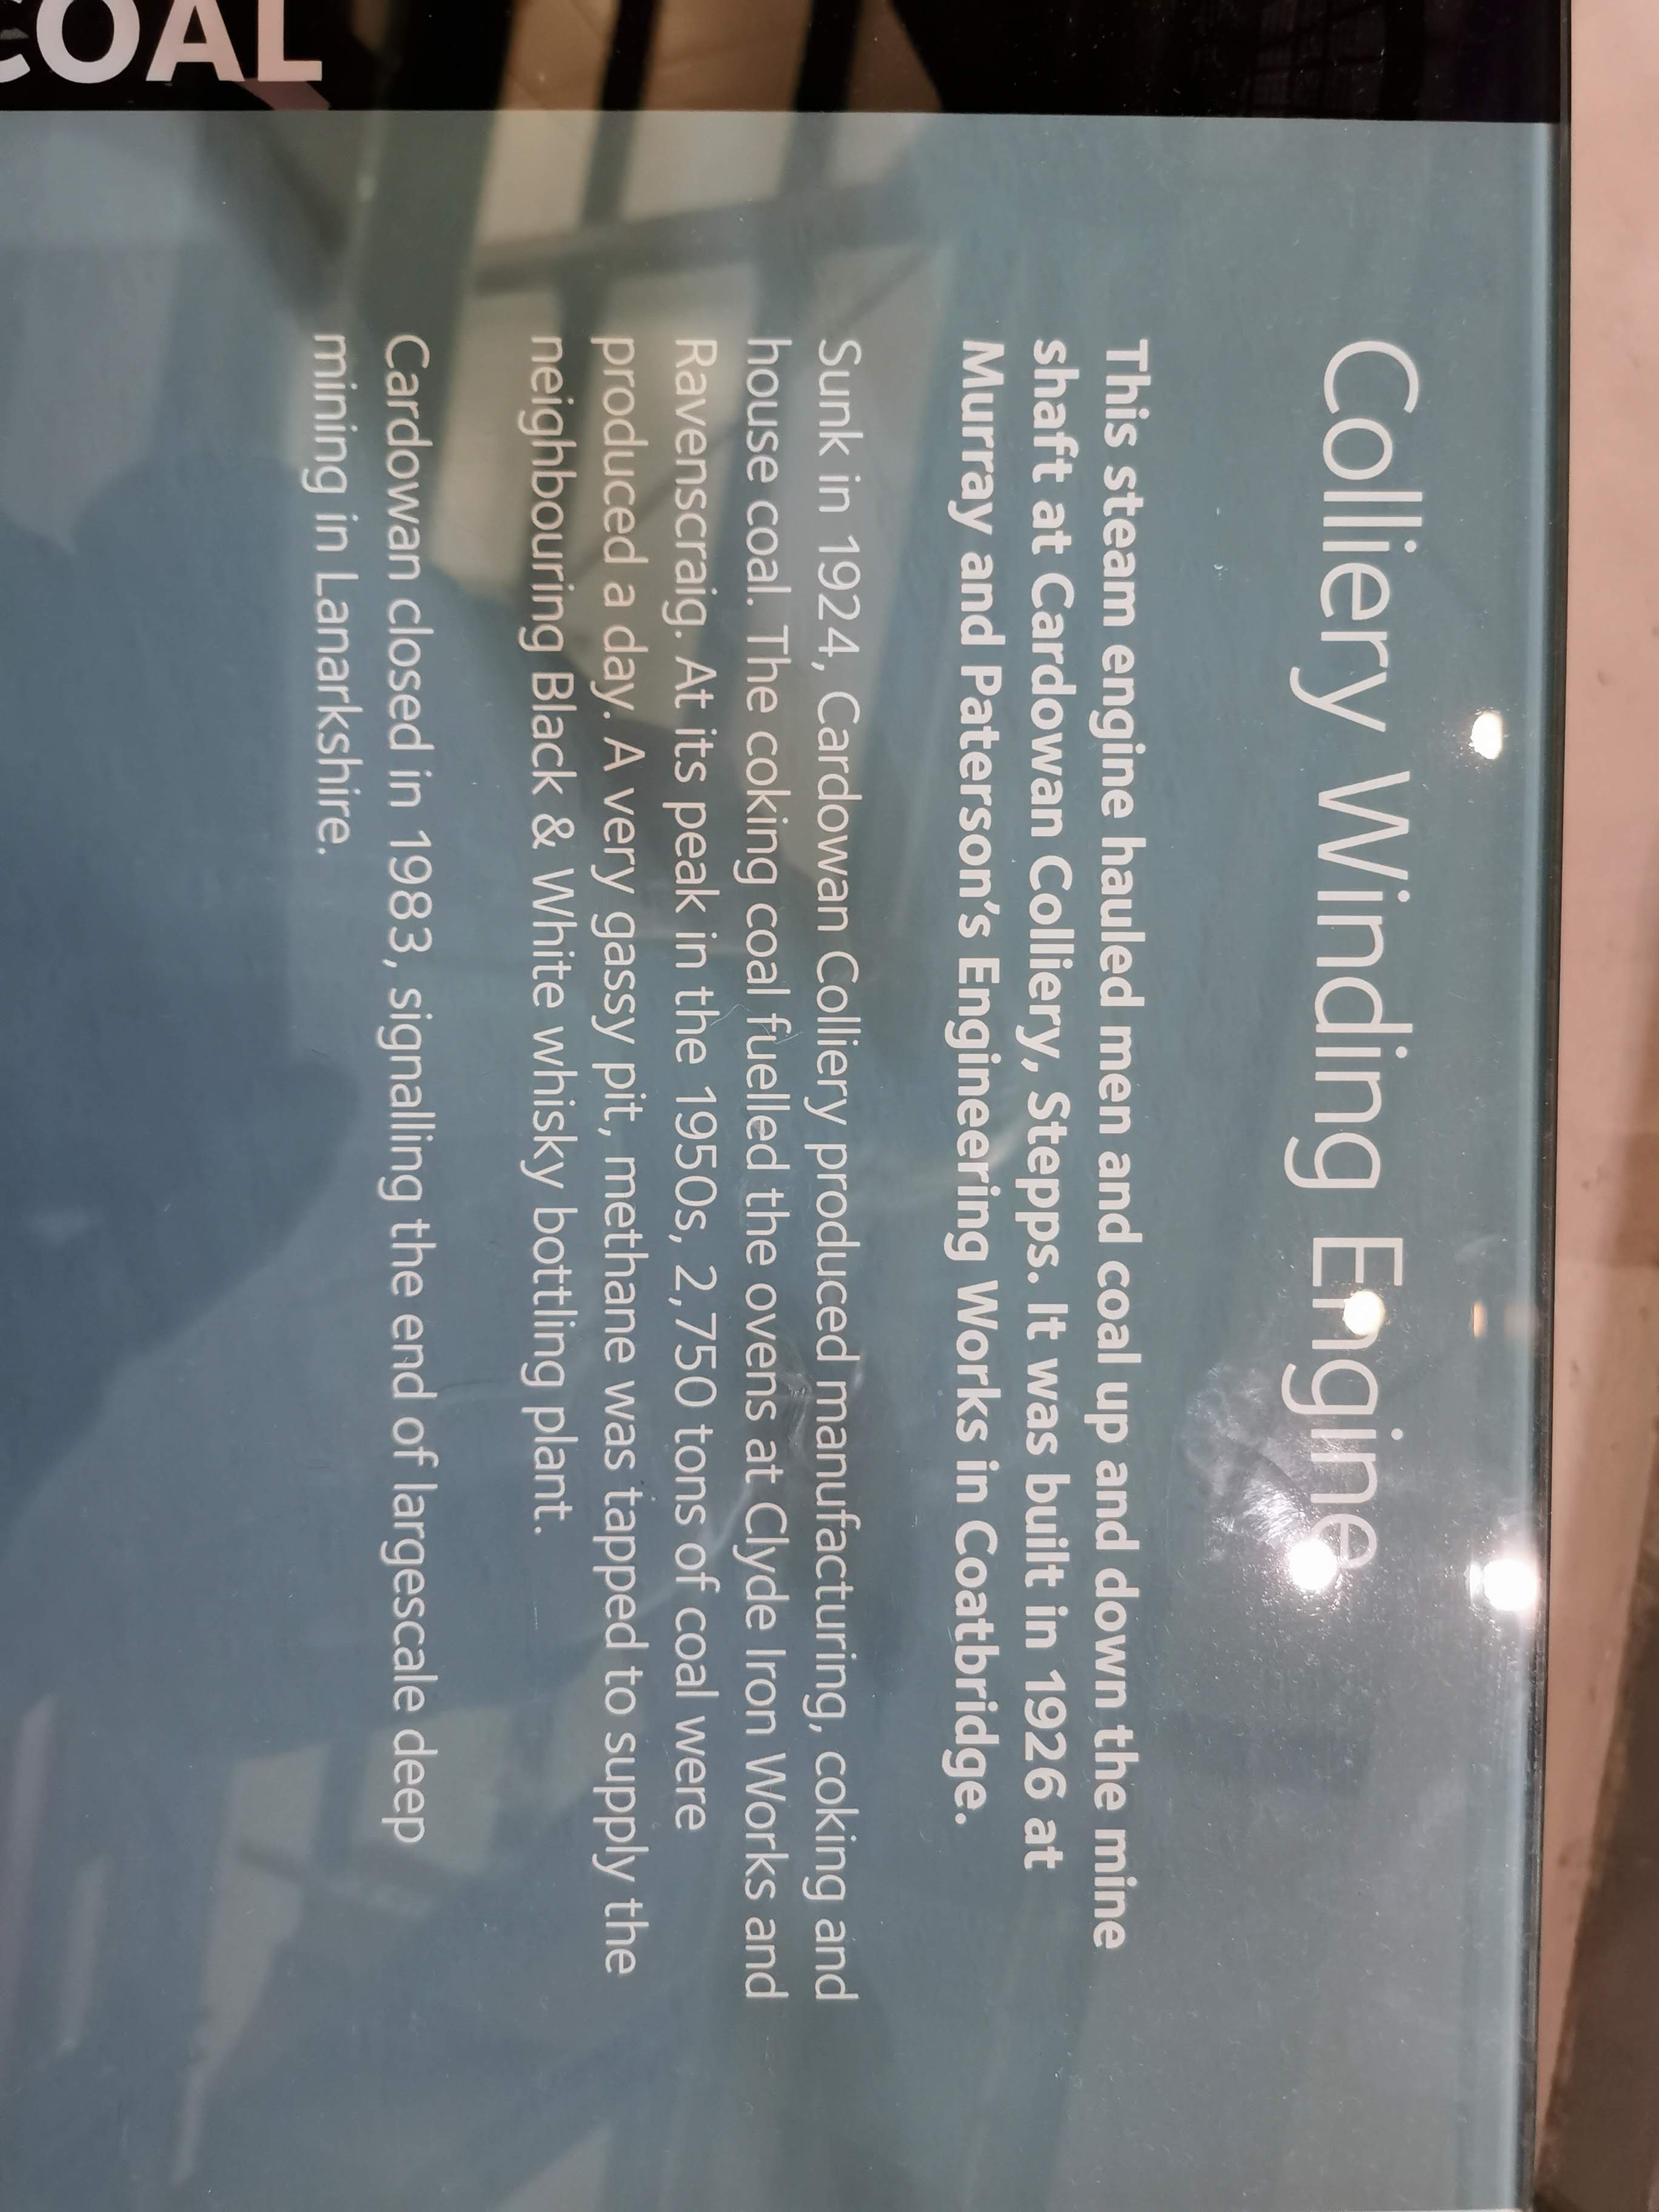 COAL
Colliery Winding Engine
This steam engine hauled men and coal up and down the mine
shaft at Cardowan Colliery, Stepps. It was built in 1926 at
Murray and Paterson's Engineering Works in Coatbridge.
Sunk in 1924, Cardowan Colliery produced manufacturing, coking and
house coal. The coking coal fuelled the ovens at Clyde Iron Works and
Ravenscraig. At its peak in the 1950s, 2,750 tons of coal were
produced a day. A very gassy pit, methane was tapped to supply the
neighbouring Black & White whisky bottling plant.
Cardowan closed in 1983, signalling the end of largescale deep
mining in Lanarkshire.